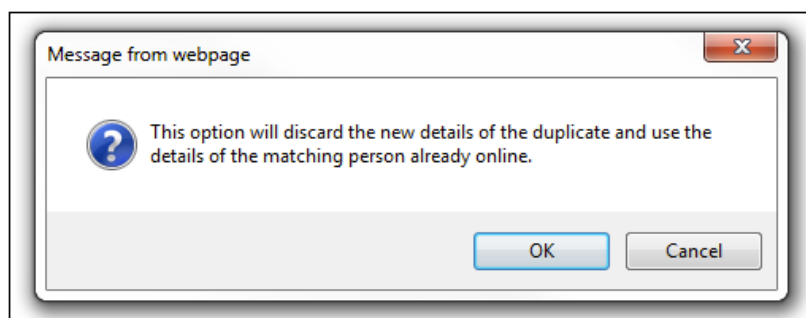 Message from webpage
This option will discard the new details of the duplicate and use the
details of the matching person already online.
OK
Cancel